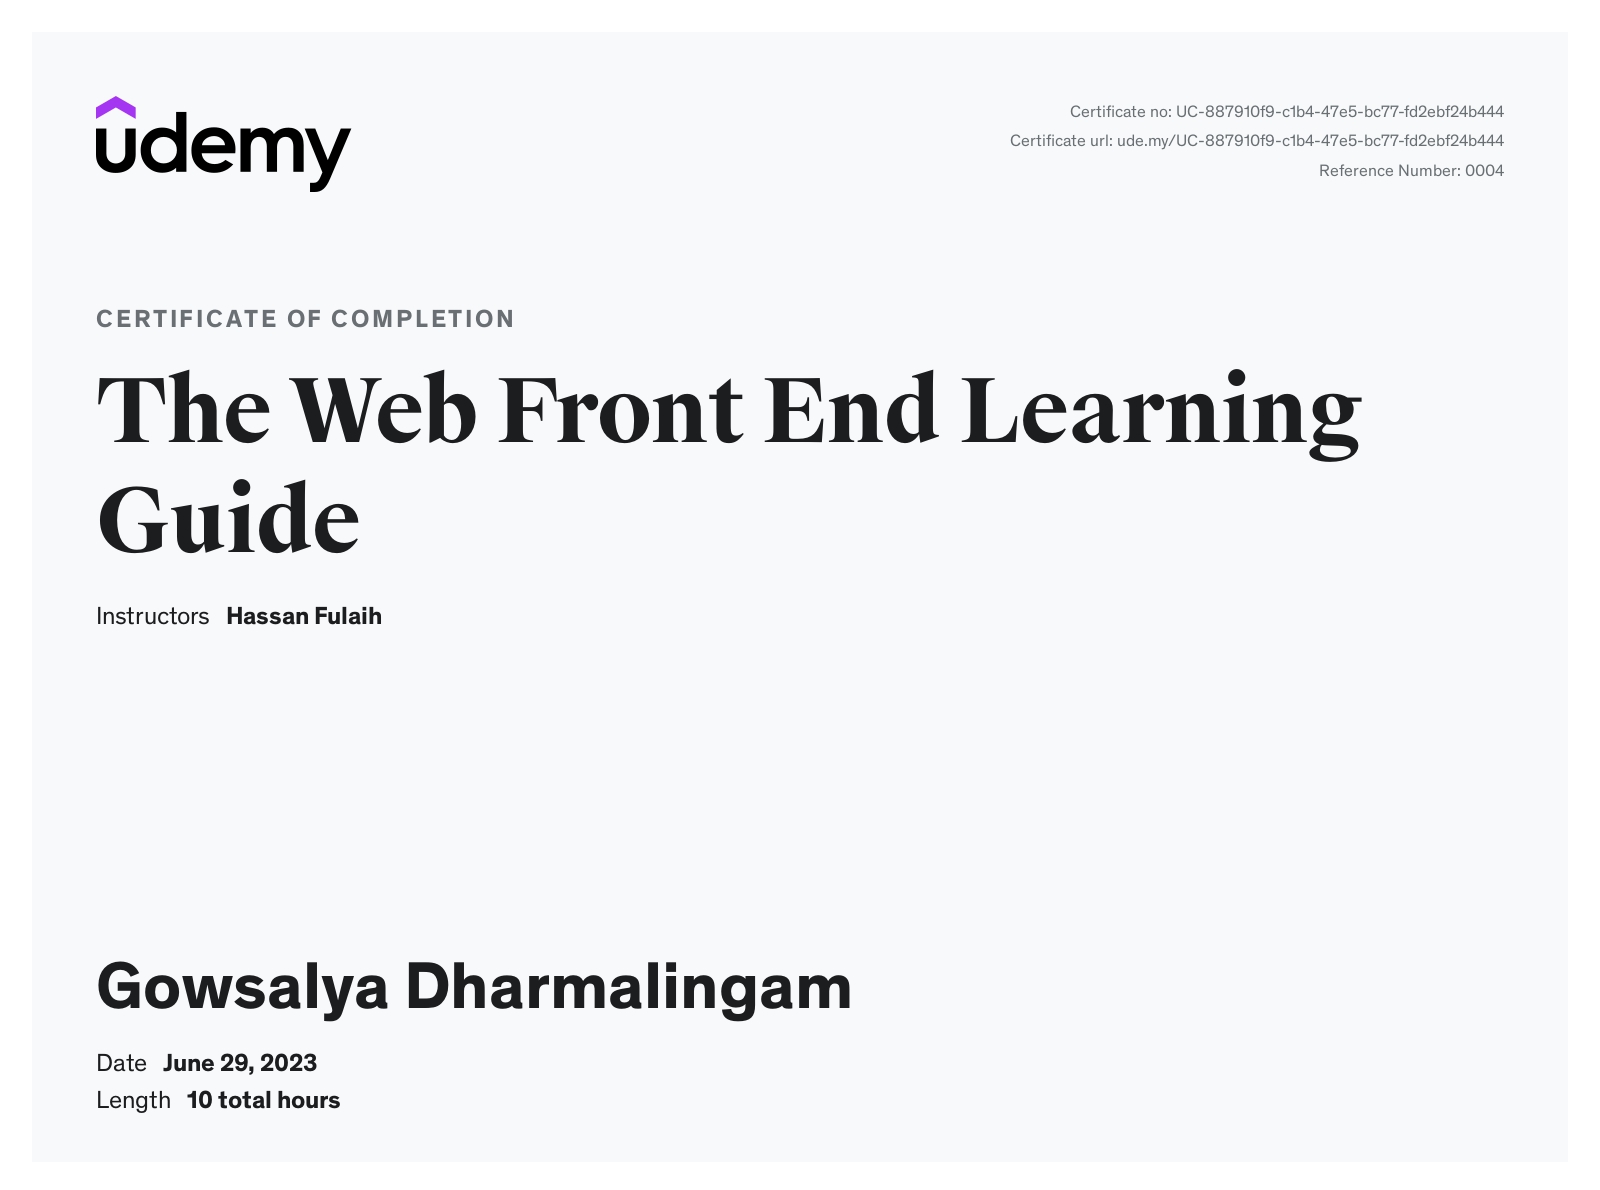 udemy
Certificate no: UC-887910f9-c1b4-47e5-bc77-fd2ebf24b444
Certificate url: ude.my/UC-887910f9-c1b4-47e5-bc77-fd2ebf24b444
Reference Number: 0004
CERTIFICATE OF COMPLETION
The Web Front End Learning
Guide
Instructors Hassan Fulaih
Gowsalya Dharmalingam
Date June 29, 2023
Length 10 total hours